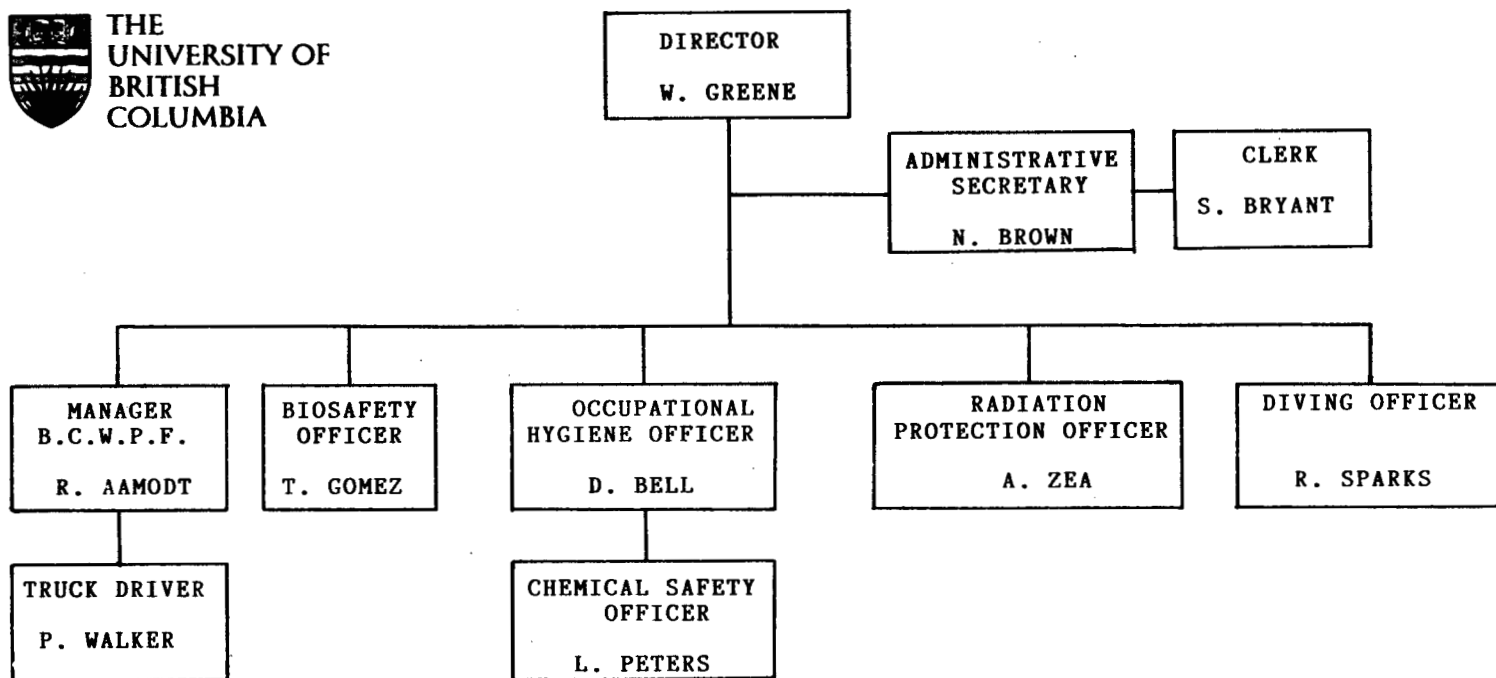 THE
UNIVERSITY OF
BRITISH
COLUMBIA
DIRECTOR
W. GREENE
ADMINISTRATIVE
SECRETARY
N. BROWN
CLERK
S. BRYANT
MANAGER
B.C.W.P.F.
R. AAMODT
BIOSAFETY
OFFICER
T. GOMEZ
OCCUPATIONAL
HYGIENE OFFICER
D. BELL
RADIATION
PROTECTION OFFICER
A. ZEA
DIVING OFFICER
R. SPARKS
TRUCK DRIVER
P. WALKER
CHEMICAL SAFETY
OFFICER
L. PETERS